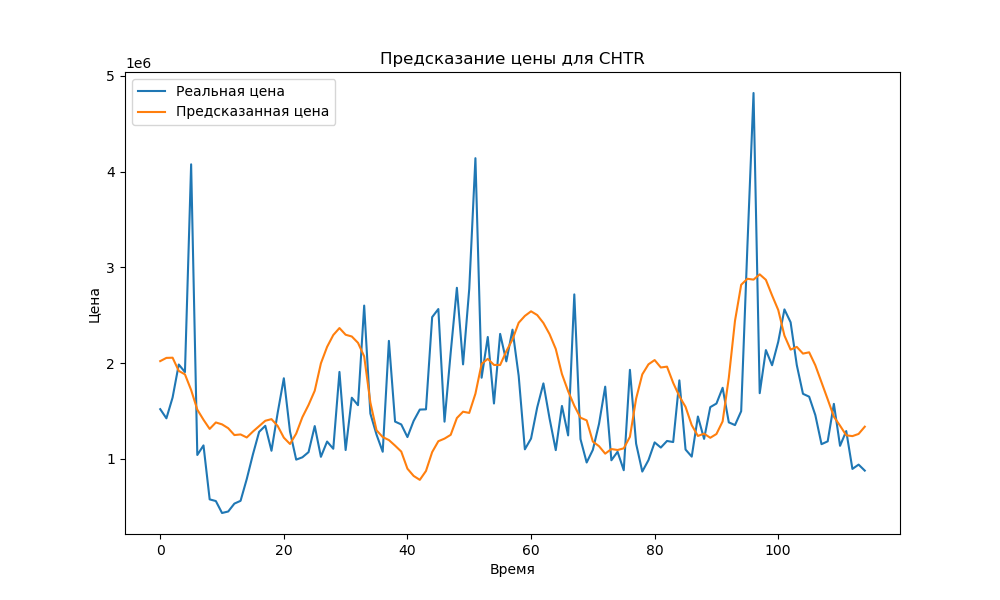 Предсказание цены для CHTR
1e6
Реальная цена
Предсказанная цена
5
4
3
2
1
Цена
0 20 40 60 80 100
Время